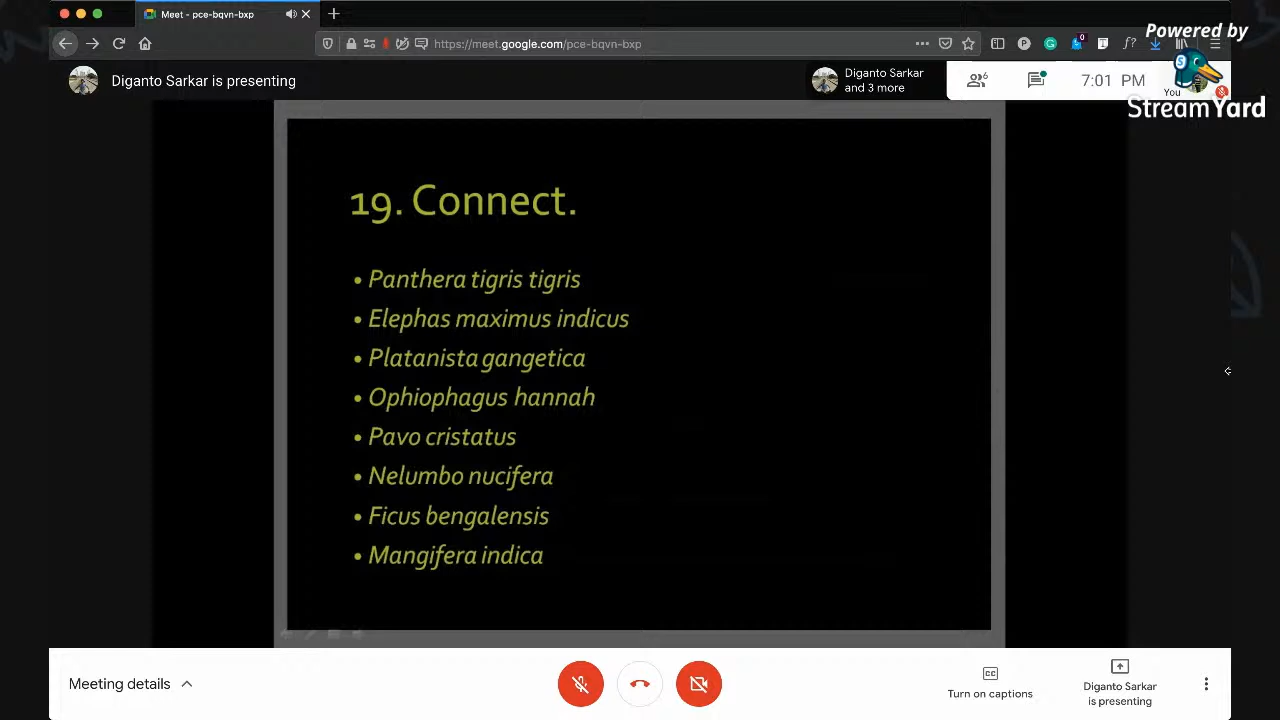 Meet - pce-bqvn-bxp
https://meet.google.com/pce-bqvn-bxp
Powered by
StreamYard
Diganto Sarkar is presenting
Diganto Sarkar
and 3 more
6
7:01 PM
You
19. Connect.
• Panthera tigris tigris
• Elephas maximus indicus
• Platanista gangetica
• Ophiophagus hannah
• Pavo cristatus
• Nelumbo nucifera
• Ficus bengalensis
• Mangifera indica
Meeting details
Turn on captions
Diganto Sarkar
is presenting